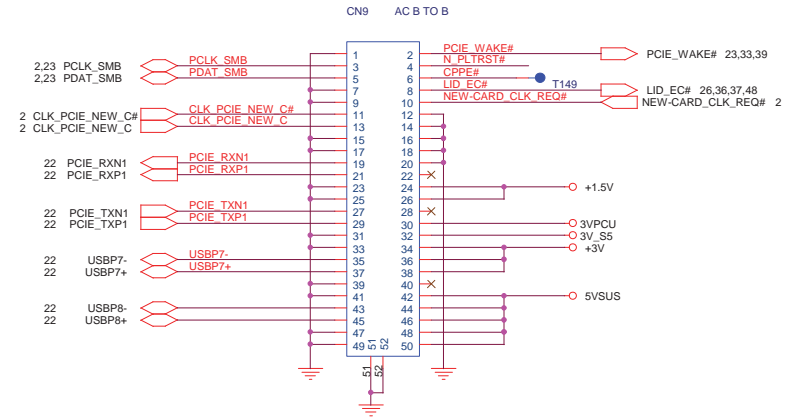 CN9 AC B TO B
2,23 PCLK_SMB PCLK_SMB 1 2 PCIE_WAKE# PCIE_WAKE# 23,33,39
3 4 N_PLTRST#
2,23 PDAT_SMB PDAT_SMB 5 6 CPPE# T149
7 8 LID_EC# LID_EC# 26,36,37,48
9 10 NEW-CARD_CLK_REQ# NEW-CARD_CLK_REQ# 2
2 CLK_PCIE_NEW_C# CLK_PCIE_NEW_C# 11 12
2 CLK_PCIE_NEW_C CLK_PCIE_NEW_C 13 14
15 16
17 18
22 PCIE_RXN1 PCIE_RXN1 19 20
22 PCIE_RXP1 PCIE_RXP1 21 22
23 24 +1.5V
25 26
22 PCIE_TXN1 PCIE_TXN1 27 28
22 PCIE_TXP1 PCIE_TXP1 29 30 3VPCU
31 32 3V_S5
33 34 +3V
22 USBP7- USBP7- 35 36
22 USBP7+ USBP7+ 37 38
39 40
41 42 5VSUS
22 USBP8- 43 44
22 USBP8+ 45 46
47 48
49 51 52 50
51 52